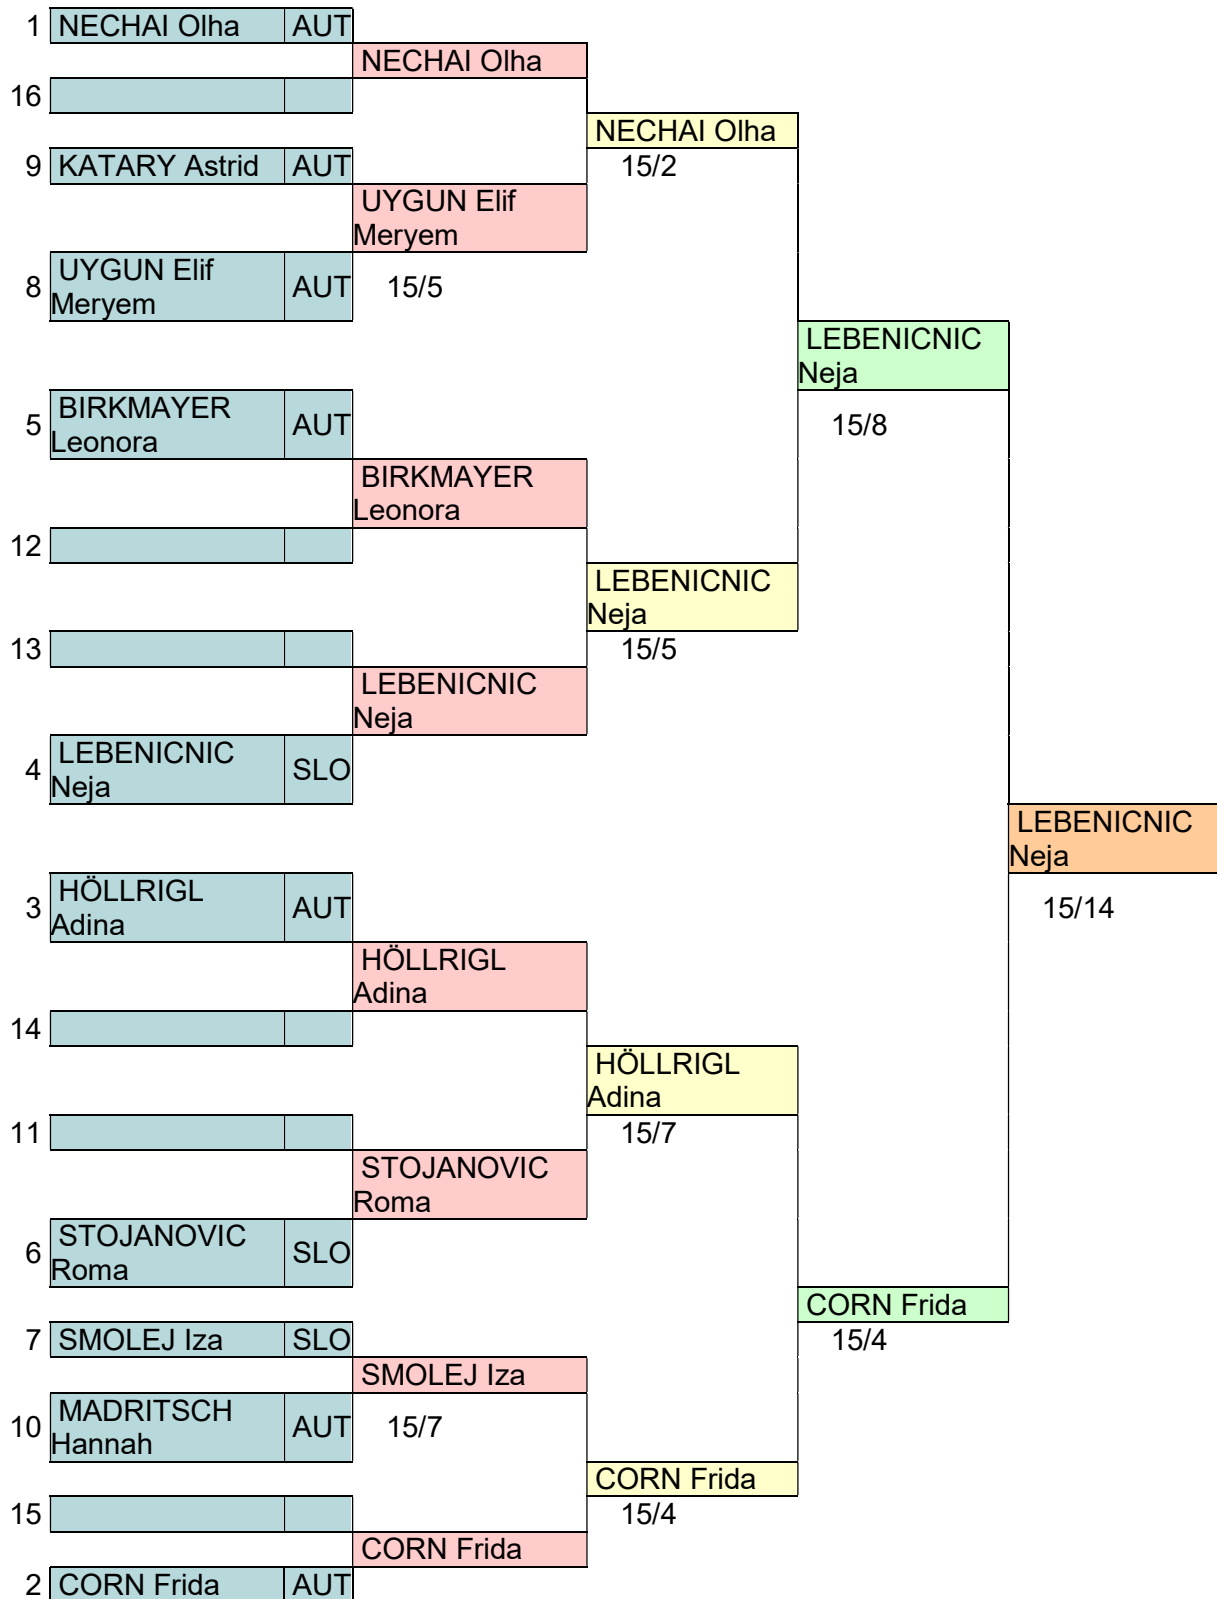 1 NECHAI Olha AUT
NECHAI Olha
16
NECHAI Olha
9 KATARY Astrid AUT 15/2
UYGUN Elif
Meryem
8 UYGUN Elif
Meryem AUT 15/5
LEBENICNIC
Neja
5 BIRKMAYER
Leonora AUT 15/8
BIRKMAYER
Leonora
12
LEBENICNIC
Neja
13 15/5
LEBENICNIC
Neja
4 LEBENICNIC
Neja SLO
LEBENICNIC
Neja
3 HÖLLRIGL
Adina AUT 15/14
HÖLLRIGL
Adina
14
HÖLLRIGL
Adina
11 15/7
STOJANOVIC
Roma
6 STOJANOVIC
Roma SLO
CORN Frida
7 SMOLEJ Iza SLO 15/4
SMOLEJ Iza
10 MADRITSCH
Hannah AUT 15/7
CORN Frida
15 15/4
CORN Frida
2 CORN Frida AUT